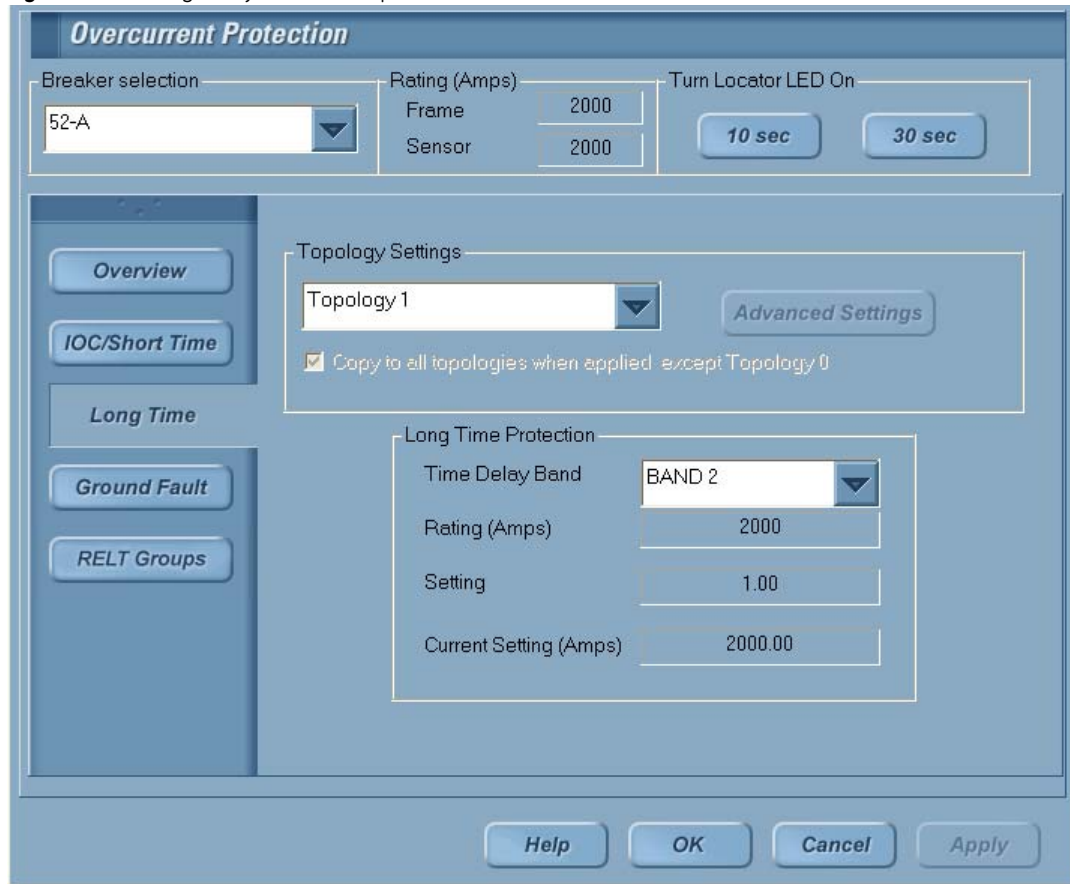 Overcurrent Protection
Breaker selection
52-A
Rating (Amps)
Frame 2000
Sensor 2000
Turn Locator LED On
10 sec 30 sec
Overview
IOC/Short Time
Long Time
Ground Fault
RELT Groups
Topology Settings
Topology 1
Advanced Settings
Copy to all topologies when applied except Topology 0
Long Time Protection
Time Delay Band BAND 2
Rating (Amps) 2000
Setting 1.00
Current Setting (Amps) 2000.00
Help OK Cancel Apply